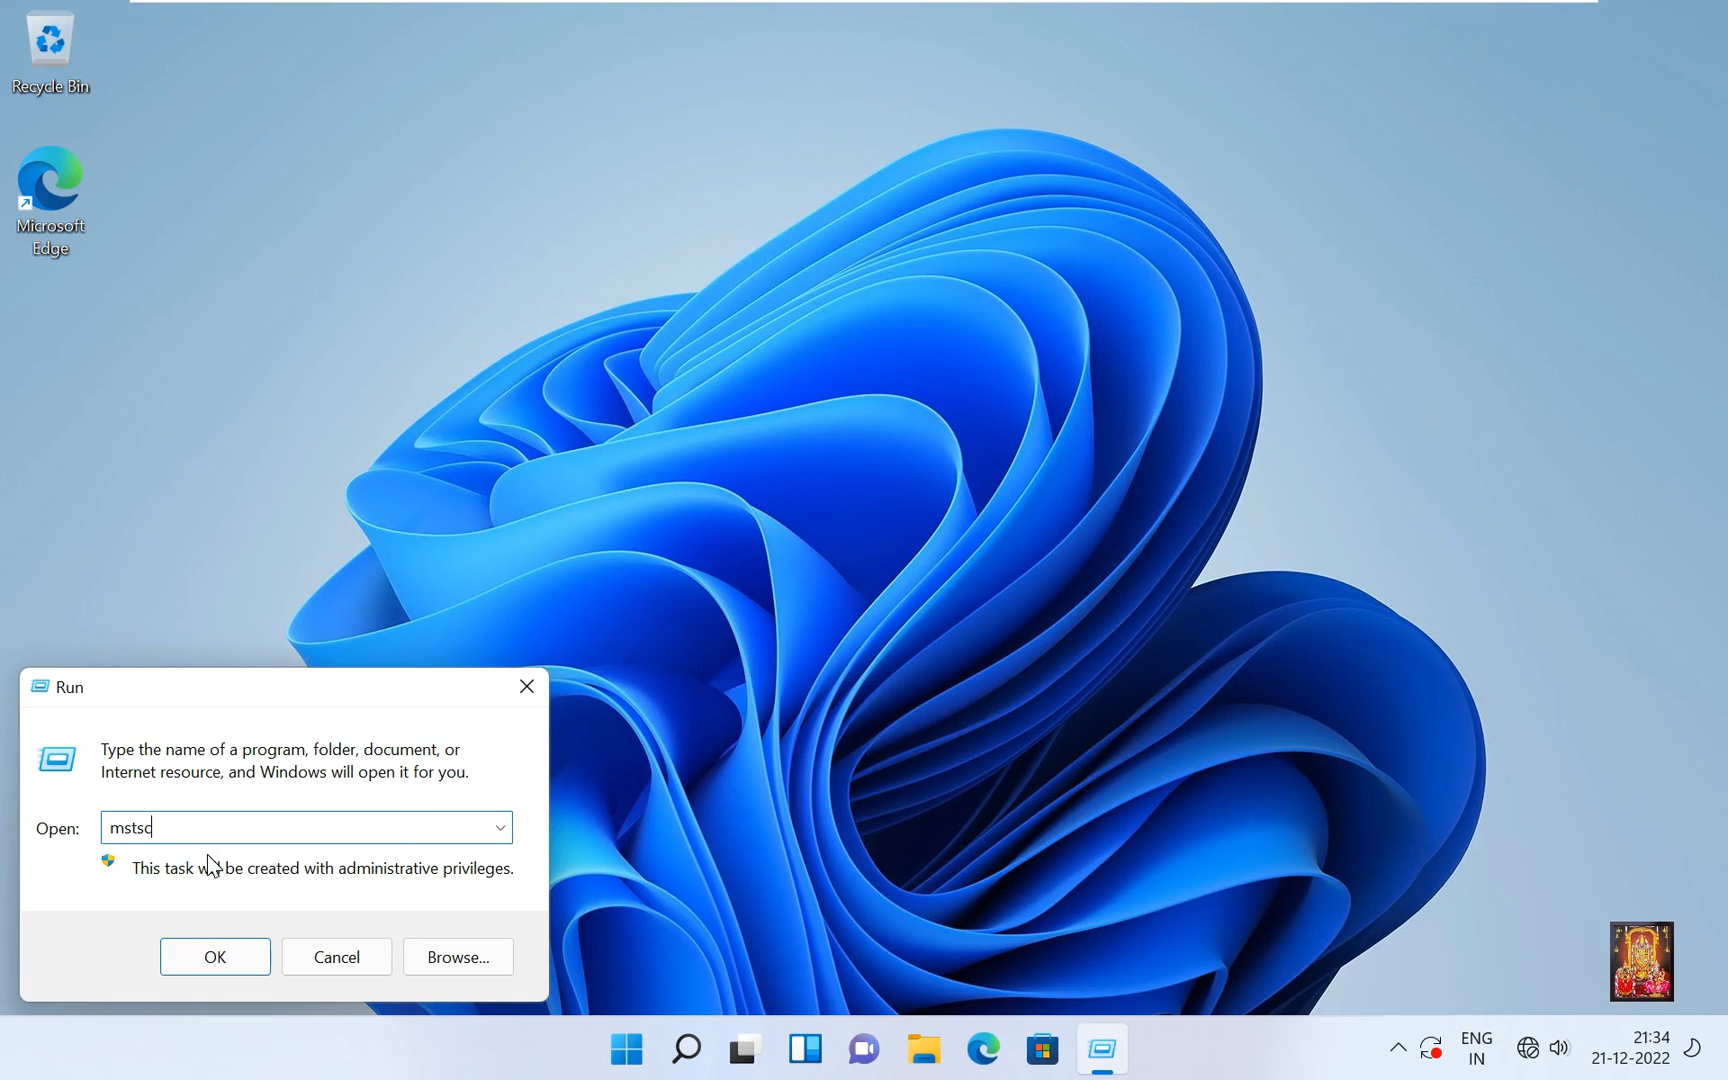 Recycle Bin
Microsoft
Edge
Run
Type the name of a program, folder, document, or
Internet resource, and Windows will open it for you.
Open: mstsc
This task will be created with administrative privileges.
OK Cancel Browse...
ENG
IN
21:34
21-12-2022